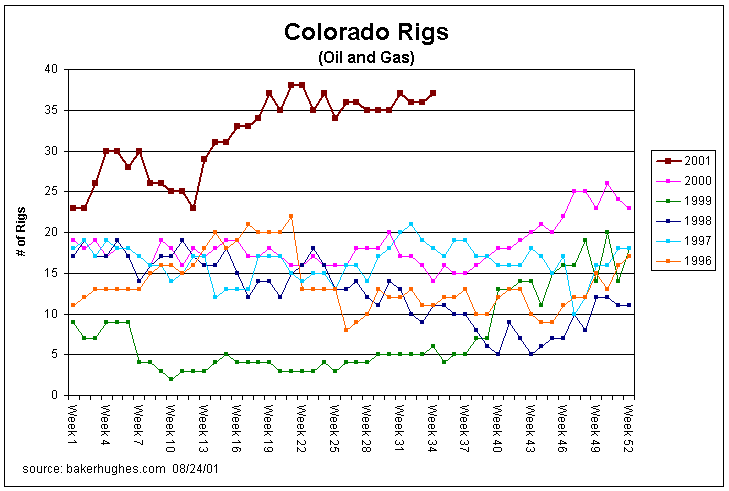 Colorado Rigs
(Oil and Gas)
# of Rigs
40
35
30
25
20
15
10
5
0
Week 1
Week 4
Week 7
Week 10
Week 13
Week 16
Week 19
Week 22
Week 25
Week 28
Week 31
Week 34
Week 37
Week 40
Week 43
Week 46
Week 49
Week 52
2001
2000
1999
1998
1997
1996
source: bakerhughes.com 08/24/01